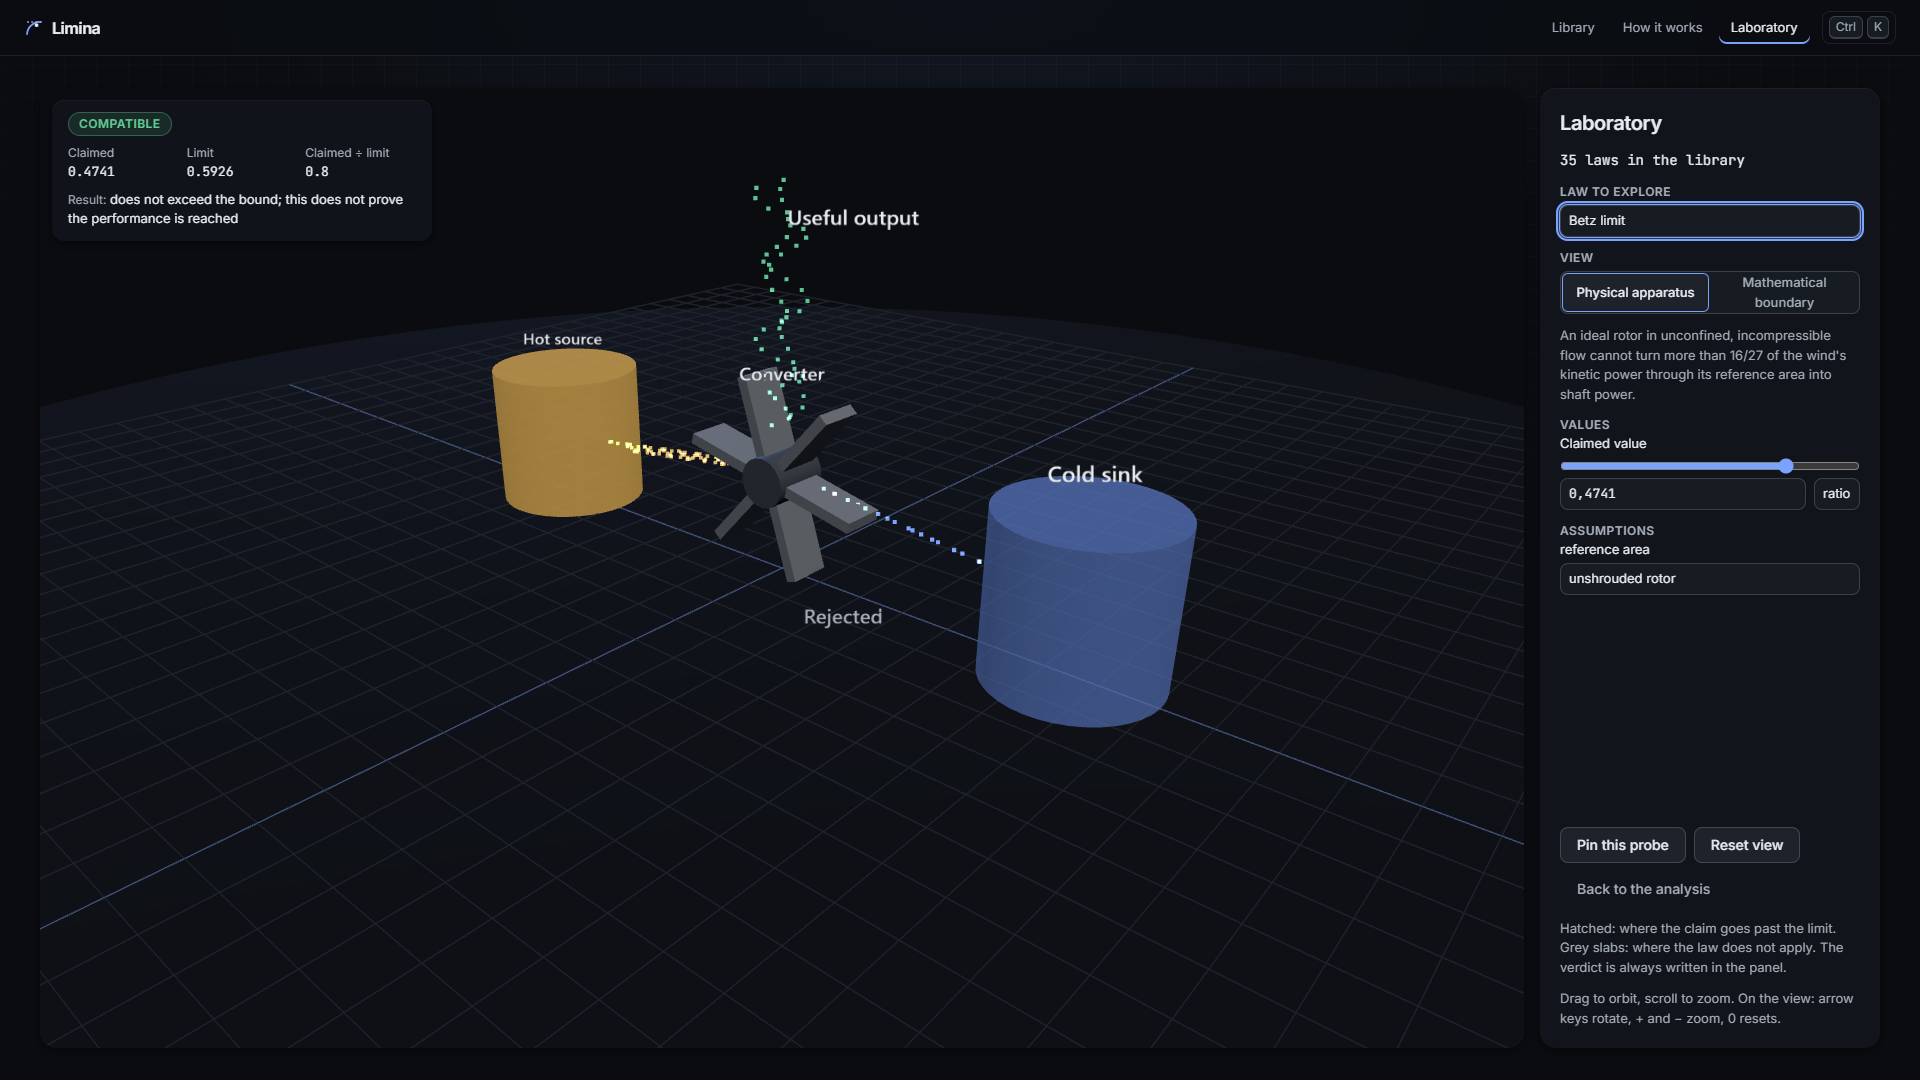 Limina
Library
How it works
Laboratory
Ctrl
K
COMPATIBLE
Claimed
Limit
Claimed ÷ limit
0.4741
0.5926
0.8
Result: does not exceed the bound; this does not prove
the performance is reached
Useful output
Hot source
Converter
Cold sink
Rejected
Laboratory
35 laws in the library
LAW TO EXPLORE
Betz limit
VIEW
Physical apparatus
Mathematical
boundary
An ideal rotor in unconfined, incompressible
flow cannot turn more than 16/27 of the wind's
kinetic power through its reference area into
shaft power.
VALUES
Claimed value
0,4741
ratio
ASSUMPTIONS
reference area
unshrouded rotor
Pin this probe
Reset view
Back to the analysis
Hatched: where the claim goes past the limit.
Grey slabs: where the law does not apply. The
verdict is always written in the panel.
Drag to orbit, scroll to zoom. On the view: arrow
keys rotate, + and − zoom, 0 resets.